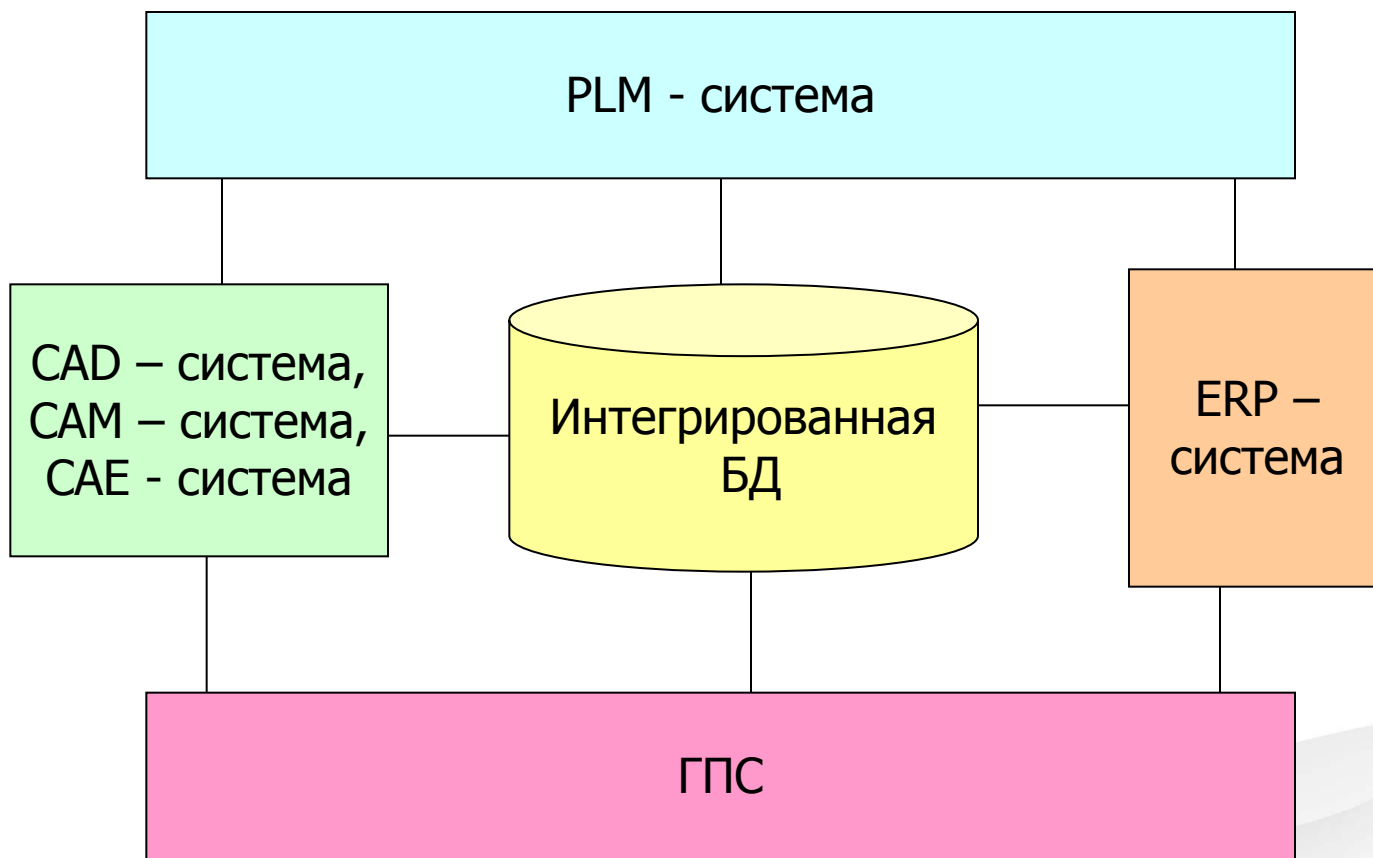 PLM - система
CAD – система,
CAM – система,
CAE - система
Интегрированная
БД
ERP –
система
ГПС